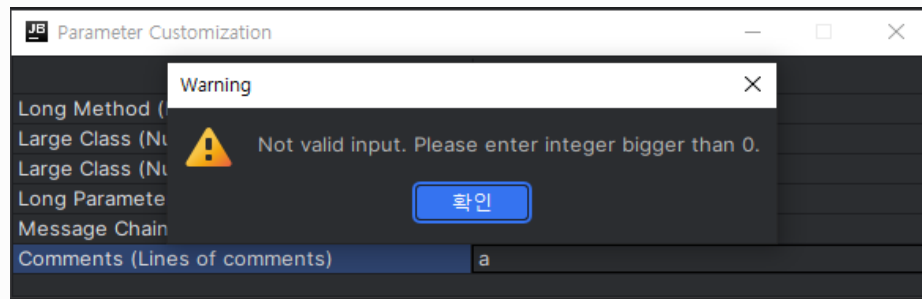 JB Parameter Customization
Warning
Long Method (
Large Class (Nu
Not valid input. Please enter integer bigger than 0.
Large Class (Nu
Long Paramete
확인
Message Chain
Comments (Lines of comments) a